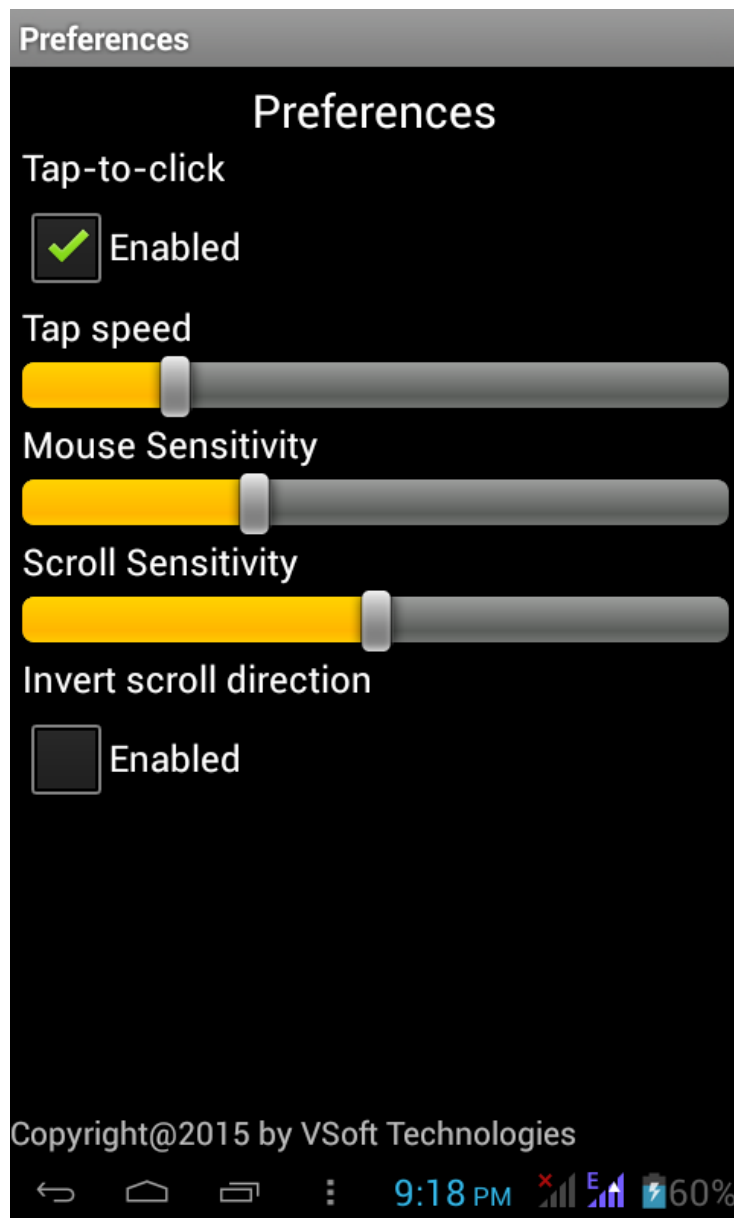 Preferences
Preferences
Tap-to-click
Enabled
Tap speed
Mouse Sensitivity
Scroll Sensitivity
Invert scroll direction
Enabled
Copyright@2015 by VSoft Technologies
9:18 PM E 60%